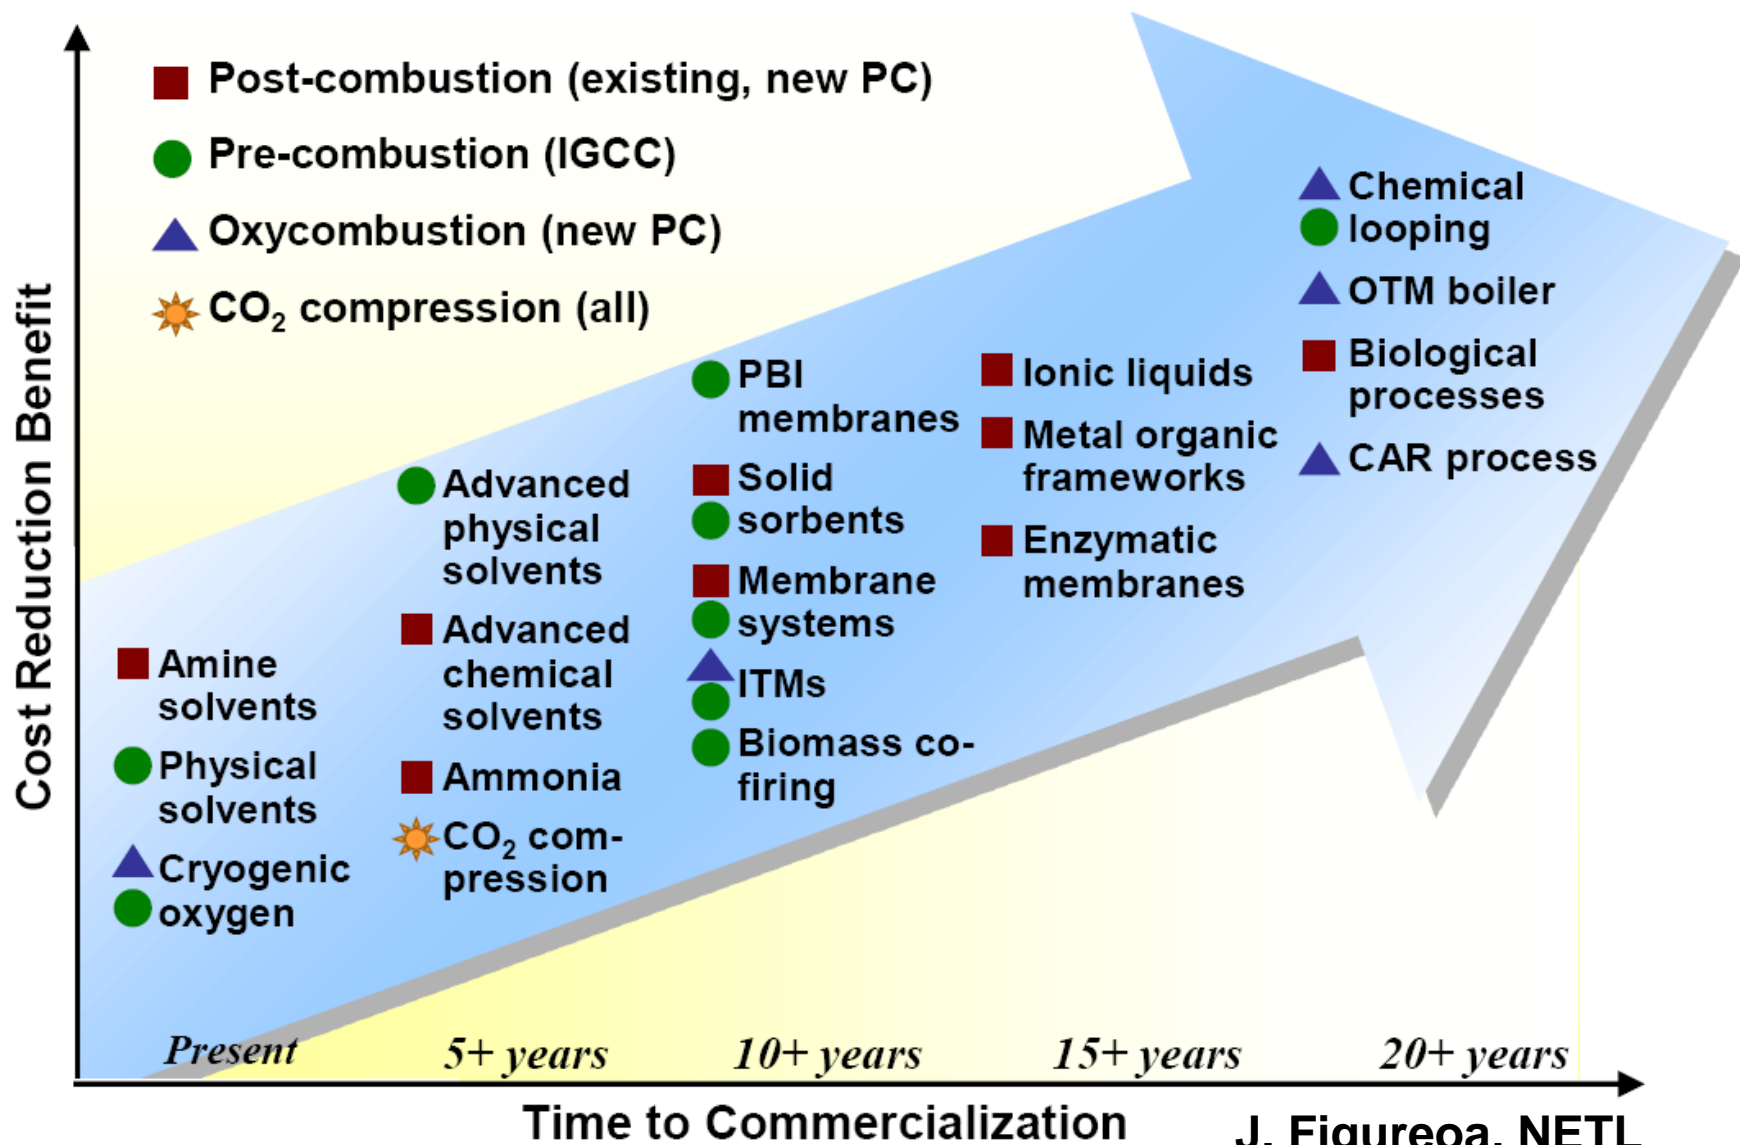 Post-combustion (existing, new PC)
Pre-combustion (IGCC)
Oxycombustion (new PC)
CO₂ compression (all)
Cost Reduction Benefit
Amine
solvents
Physical
solvents
Cryogenic
oxygen
Advanced
physical
solvents
Advanced
chemical
solvents
Ammonia
CO₂ com-
pression
PBI
membranes
Solid
sorbents
Membrane
systems
ITMs
Biomass co-
firing
Ionic liquids
Metal organic
frameworks
Enzymatic
membranes
Chemical
looping
OTM boiler
Biological
processes
CAR process
Present
5+ years
10+ years
15+ years
20+ years
Time to Commercialization
J. Figureoa, NETL